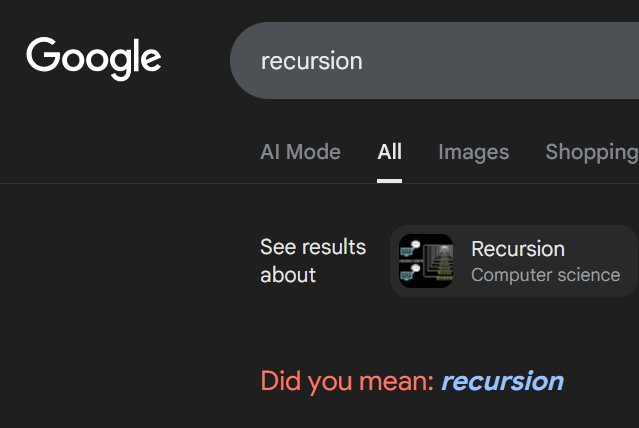 Google
recursion
AI Mode All Images Shopping
See results
about
Recursion
Computer science
Did you mean: recursion